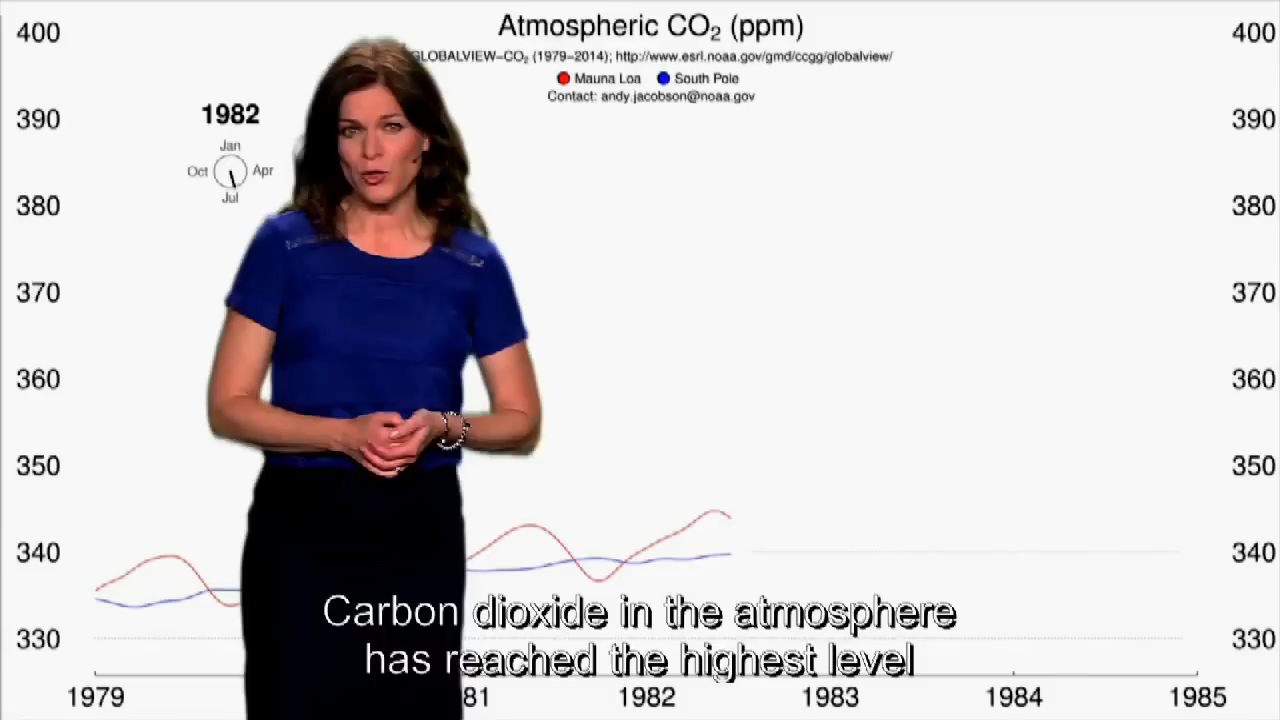 Atmospheric CO₂ (ppm)
GLOBALVIEW-CO₂ (1979-2014); http://www.esrl.noaa.gov/gmd/ccgg/globalview/
Mauna Loa South Pole
Contact: andy.jacobson@noaa.gov
1982
Jan
Oct Apr
Jul
400 400
390 390
380 380
370 370
360 360
350 350
340 340
330 330
Carbon dioxide in the atmosphere
has reached the highest level
1979 81 1982 1983 1984 1985